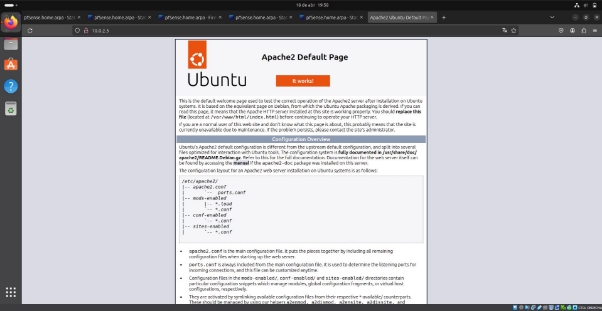 10 de abr 19:58
pfSense.home.arpa - Sta
pfSense.home.arpa
pfSense.home.arpa - Sta
pfSense.home.arpa - Sta
Apache2 Ubuntu Default P
10.0.2.5
Ubuntu
Apache2 Default Page
It works!
This is the default welcome page used to test the correct operation of the Apache2 server after installation on Ubuntu
systems. It is based on the equivalent page on Debian, from which the Ubuntu Apache packaging is derived. If you can
read this page, it means that the Apache HTTP server installed at this site is working properly. You should replace this
file (located at /var/www/html/index.html) before continuing to operate your HTTP server.
If you are a normal user of this web site and don't know what this page is about, this probably means that the site is
currently unavailable due to maintenance. If the problem persists, please contact the site's administrator.
Configuration Overview
Ubuntu's Apache2 default configuration is different from the upstream default configuration, and split into several
files optimized for interaction with Ubuntu tools. The configuration system is fully documented in /usr/share/doc/
apache2/README.Debian.gz. Refer to this for the full documentation. Documentation for the web server itself can
be found by accessing the manual if the apache2-doc package was installed on this server.
The configuration layout for an Apache2 web server installation on Ubuntu systems is as follows:
/etc/apache2/
|-- apache2.conf
|       `-- ports.conf
|-- mods-enabled
|       |-- *.load
|       `-- *.conf
|-- conf-enabled
|       `-- *.conf
|-- sites-enabled
|       `-- *.conf
• apache2.conf is the main configuration file. It puts the pieces together by including all remaining
configuration files when starting up the web server.
• ports.conf is always included from the main configuration file. It is used to determine the listening ports for
incoming connections, and this file can be customized anytime.
• Configuration files in the mods-enabled/, conf-enabled/ and sites-enabled/ directories contain
particular configuration snippets which manage modules, global configuration fragments, or virtual host
configurations, respectively.
• They are activated by symlinking available configuration files from their respective *-available/ counterparts.
These should be managed by using our helpers a2enmod, a2dismod, a2ensite, a2dissite, and